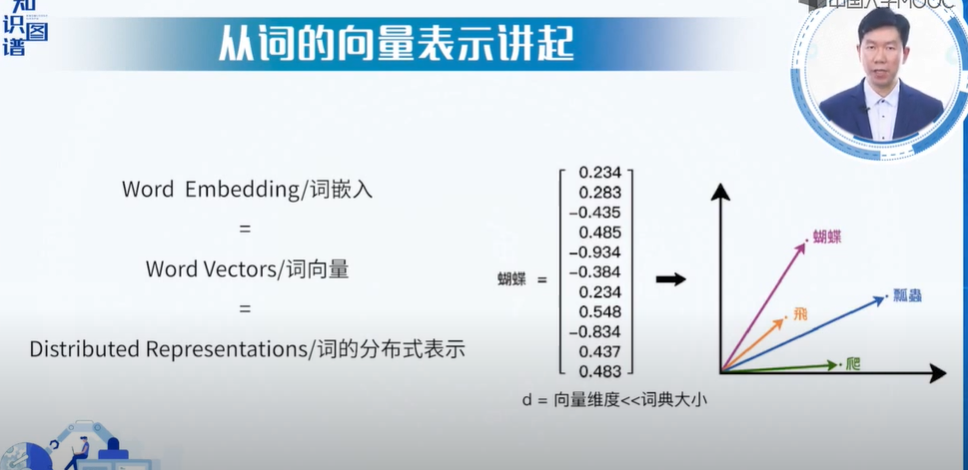 知
识图
谱
从词的向量表示讲起
中国大学MOOC
Word Embedding/词嵌入
=
Word Vectors/词向量
=
Distributed Representations/词的分布式表示
蝴蝶 =
0.234
0.283
-0.435
0.485
-0.934
-0.384
0.234
0.548
-0.834
0.437
0.483
d = 向量维度<<词典大小
蝴蝶
瓢蟲
飛
爬